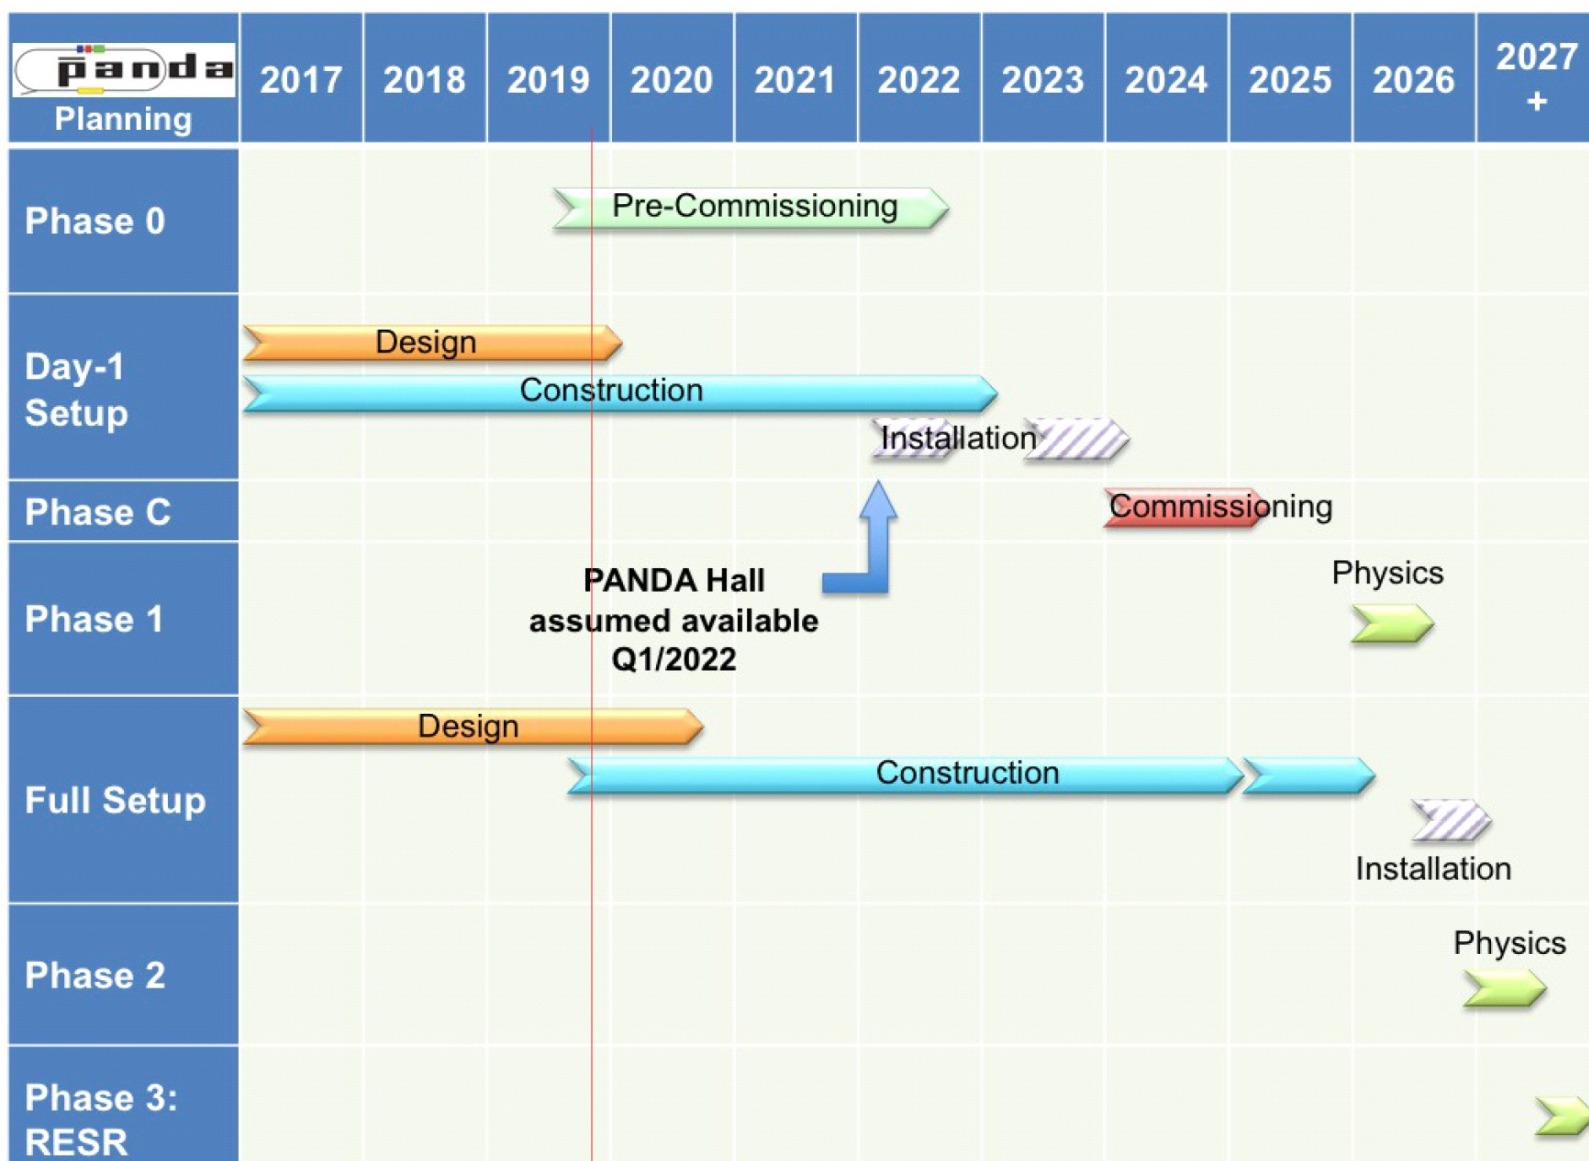 p̄anda
Planning
2017
2018
2019
2020
2021
2022
2023
2024
2025
2026
2027
+
Phase 0
Pre-Commissioning
Day-1
Setup
Design
Construction
Installation
Phase C
Commissioning
PANDA Hall
assumed available
Q1/2022
Phase 1
Physics
Full Setup
Design
Construction
Installation
Phase 2
Physics
Phase 3:
RESR